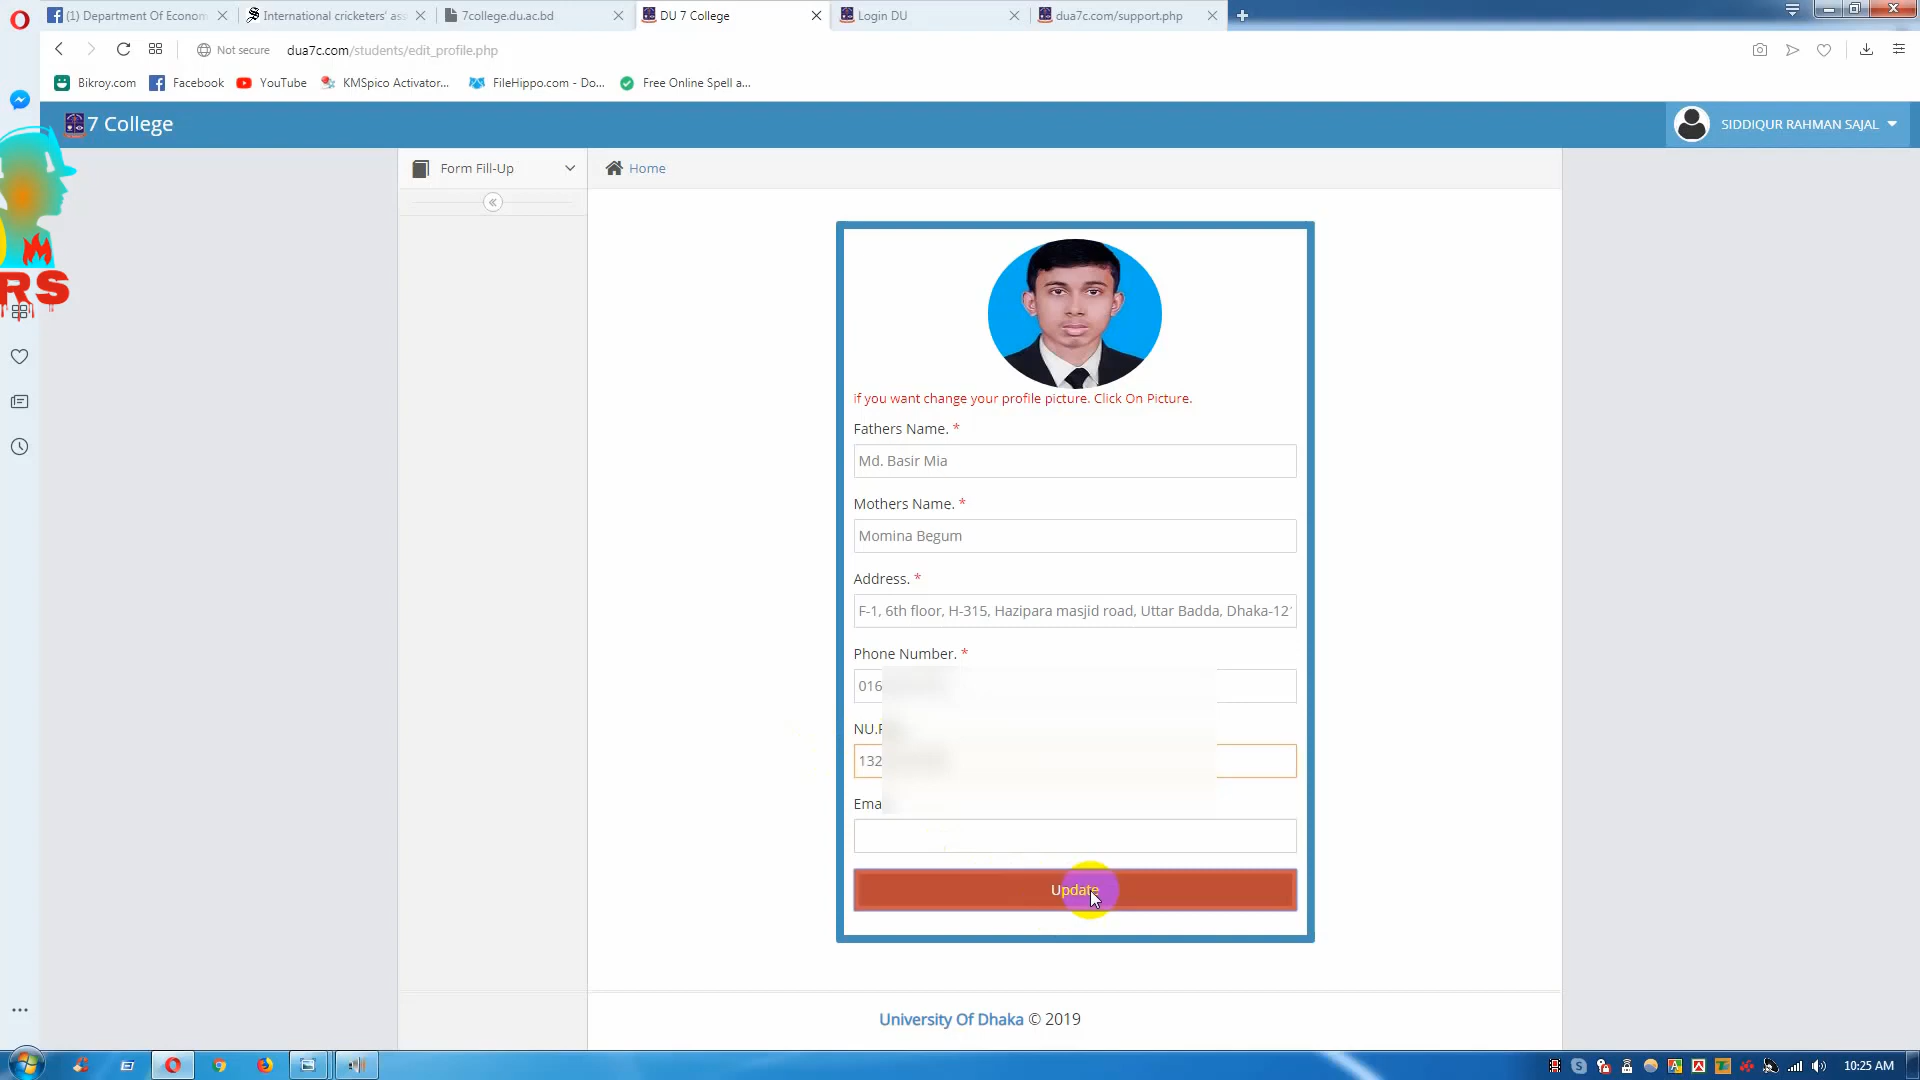 (1) Department Of Econom
International cricketers' ass
7college.du.ac.bd
DU 7 College
Login DU
dua7c.com/support.php
Not secure
dua7c.com/students/edit_profile.php
Bikroy.com
Facebook
YouTube
KMSpico Activator...
FileHippo.com - Do...
Free Online Spell a...
7 College
SIDDIQUR RAHMAN SAJAL
RS
Form Fill-Up
Home
if you want change your profile picture. Click On Picture.
Fathers Name. *
Md. Basir Mia
Mothers Name. *
Momina Begum
Address. *
F-1, 6th floor, H-315, Hazipara masjid road, Uttar Badda, Dhaka-12
Phone Number. *
016
NU.
132
Ema
Update
University Of Dhaka © 2019
10:25 AM